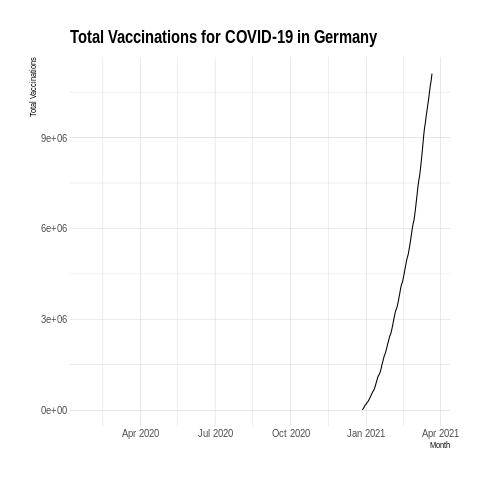 Total Vaccinations for COVID-19 in Germany
Total Vaccinations
9e+06
6e+06
3e+06
0e+00
Apr 2020 Jul 2020 Oct 2020 Jan 2021 Apr 2021
Month